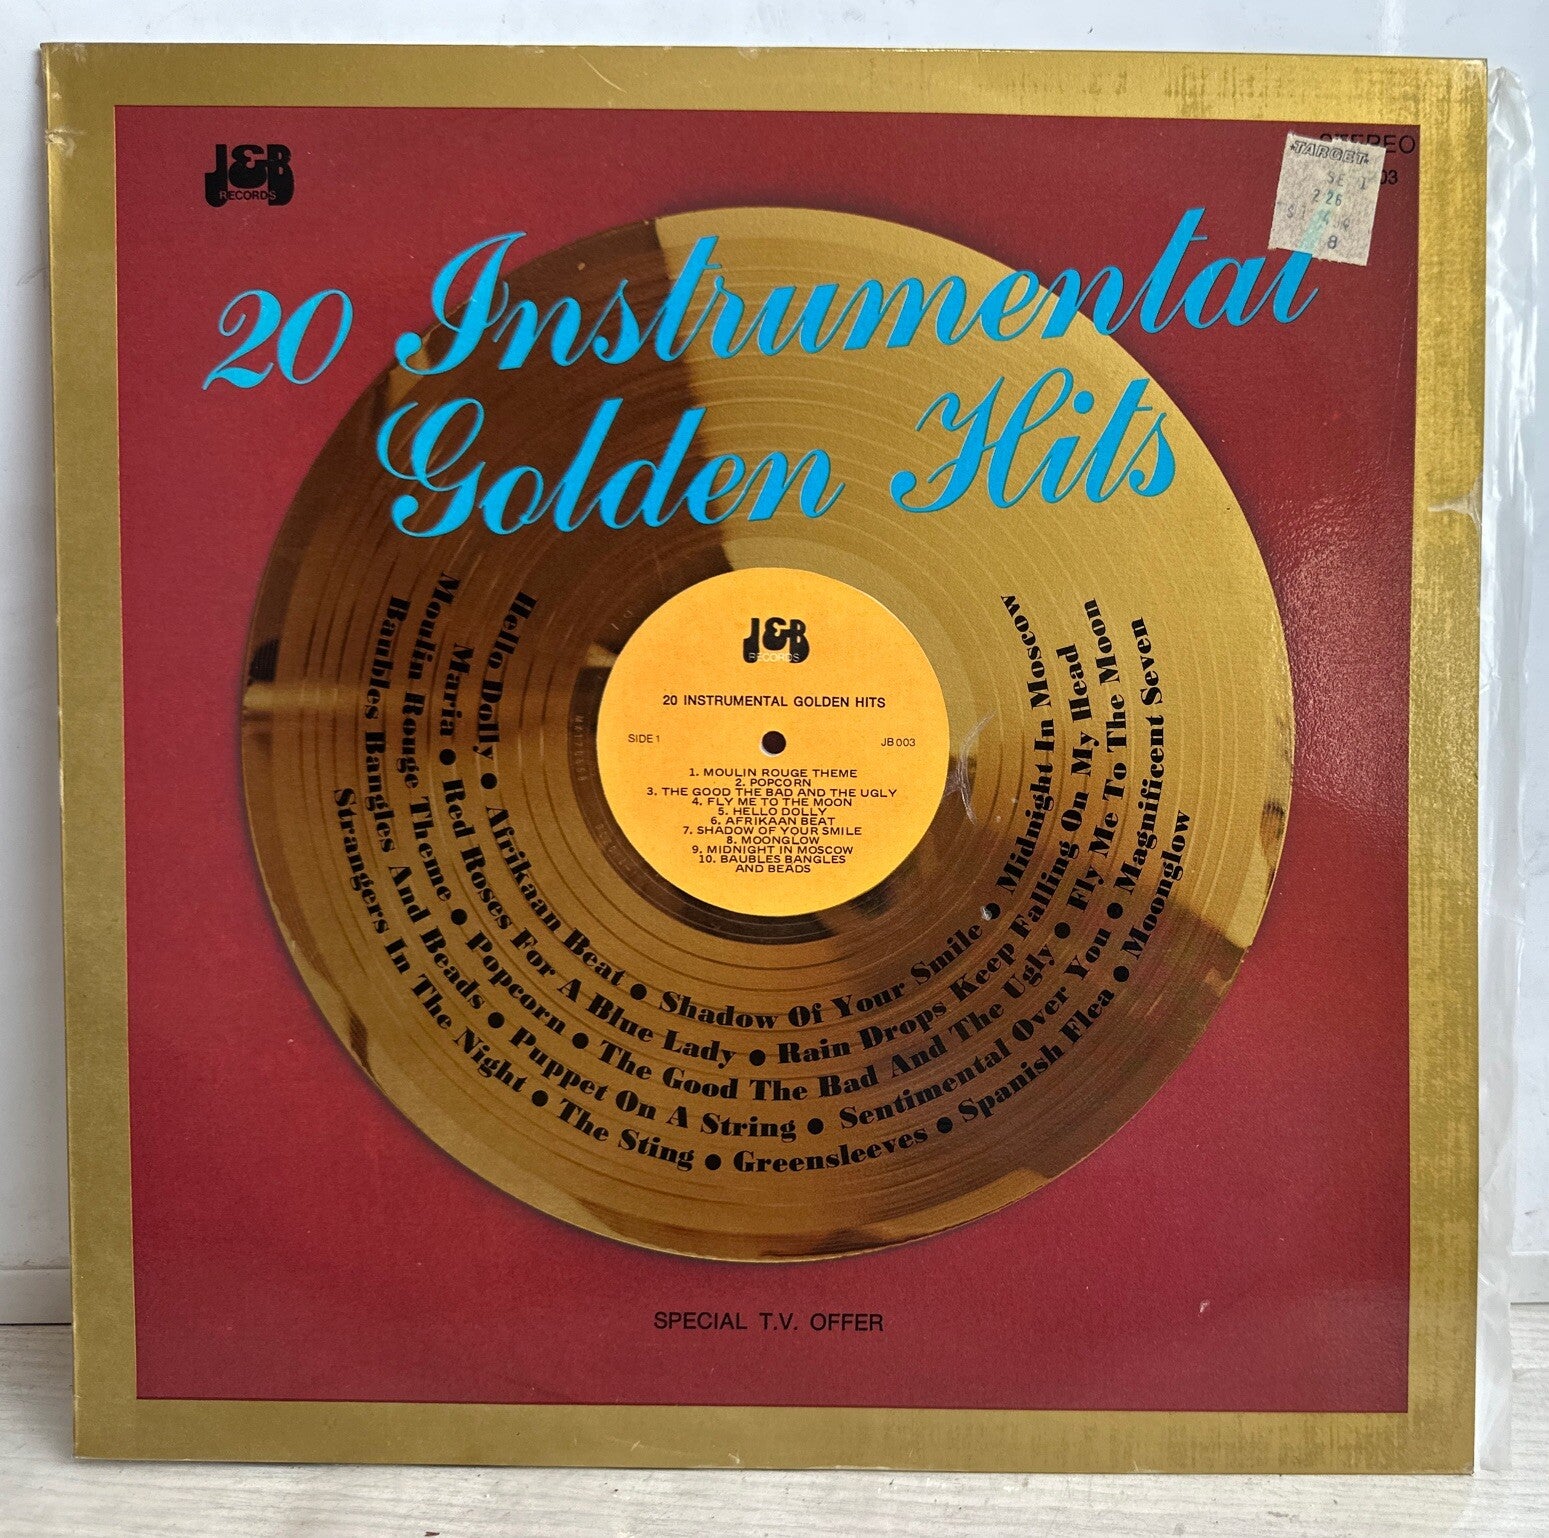 J&B
RECORDS
STEREO
TARGET
SE 1
03
226
8
20 Instrumental
Golden Hits
J&B
RECORDS
20 INSTRUMENTAL GOLDEN HITS
SIDE 1
JB 003
1. MOULIN ROUGE THEME
2. POPCORN
3. THE GOOD THE BAD AND THE UGLY
4. FLY ME TO THE MOON
5. HELLO DOLLY
6. AFRIKAAN BEAT
7. SHADOW OF YOUR SMILE
8. MOONGLOW
9. MIDNIGHT IN MOSCOW
10. BAUBLES BANGLES
AND BEADS
Hello Dolly ● Afrikaan Beat ● Shadow Of Your Smile ● Midnight In Moscow
Maria ● Red Roses For A Blue Lady ● Rain Drops Keep Falling On My Head
Moulin Rouge Theme ● Popcorn ● The Good The Bad And The Ugly ● Fly Me To The Moon
Baubles Bangles And Beads ● Puppet On A String ● Sentimental Over You ● Magnificent Seven
Strangers In The Night ● The Sting ● Greensleeves ● Spanish Flea ● Moonglow
SPECIAL T.V. OFFER